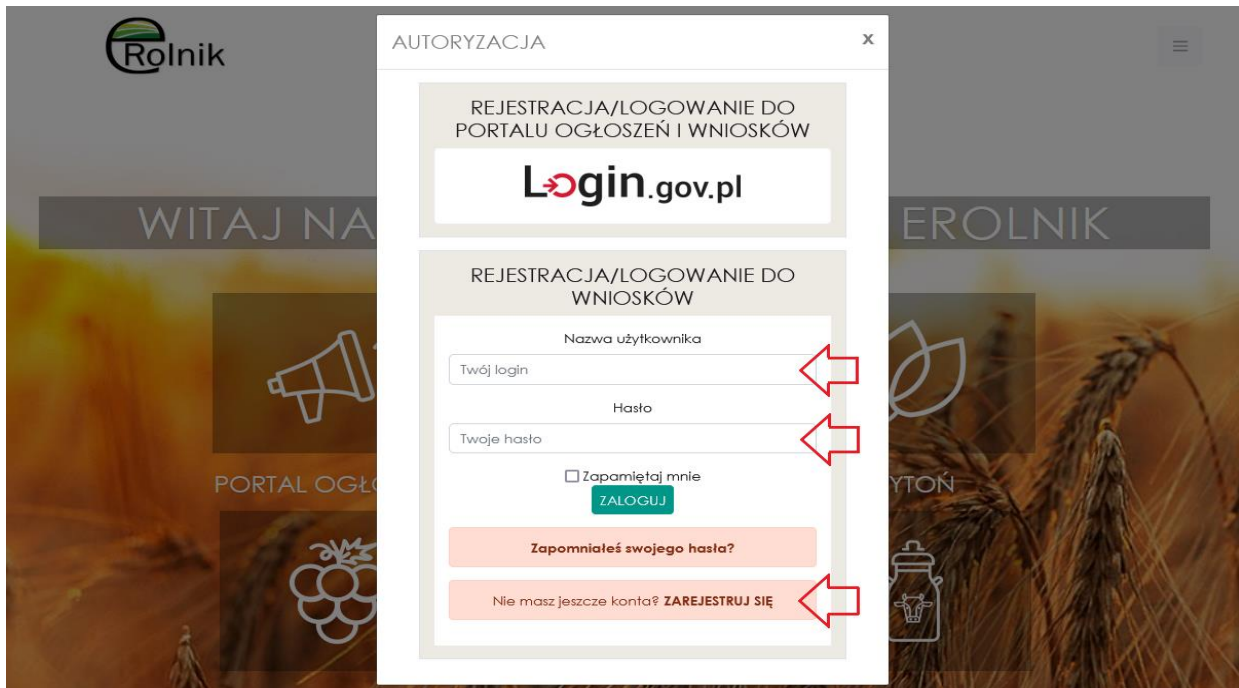 eRolnik
AUTORYZACJA
x
REJESTRACJA/LOGOWANIE DO
PORTALU OGŁOSZEŃ I WNIOSKÓW
Login.gov.pl
WITAJ NA
EROLNIK
REJESTRACJA/LOGOWANIE DO
WNIOSKÓW
Nazwa użytkownika
Twój login
Hasło
Twoje hasło
Zapamiętaj mnie
ZALOGUJ
PORTAL
Zapomniałeś swojego hasła?
Nie masz jeszcze konta? ZAREJESTRUJ SIĘ